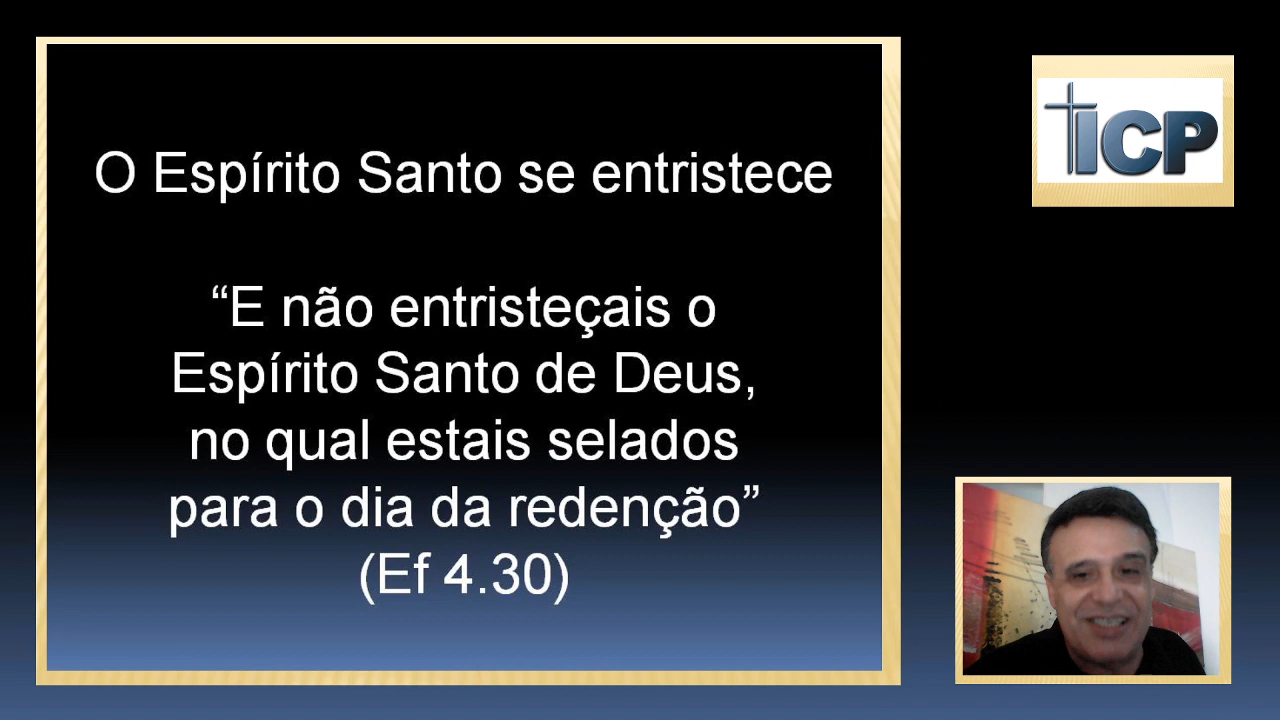 O Espírito Santo se entristece
“E não entristeçais o
Espírito Santo de Deus,
no qual estais selados
para o dia da redenção”
(Ef 4.30)
ICP